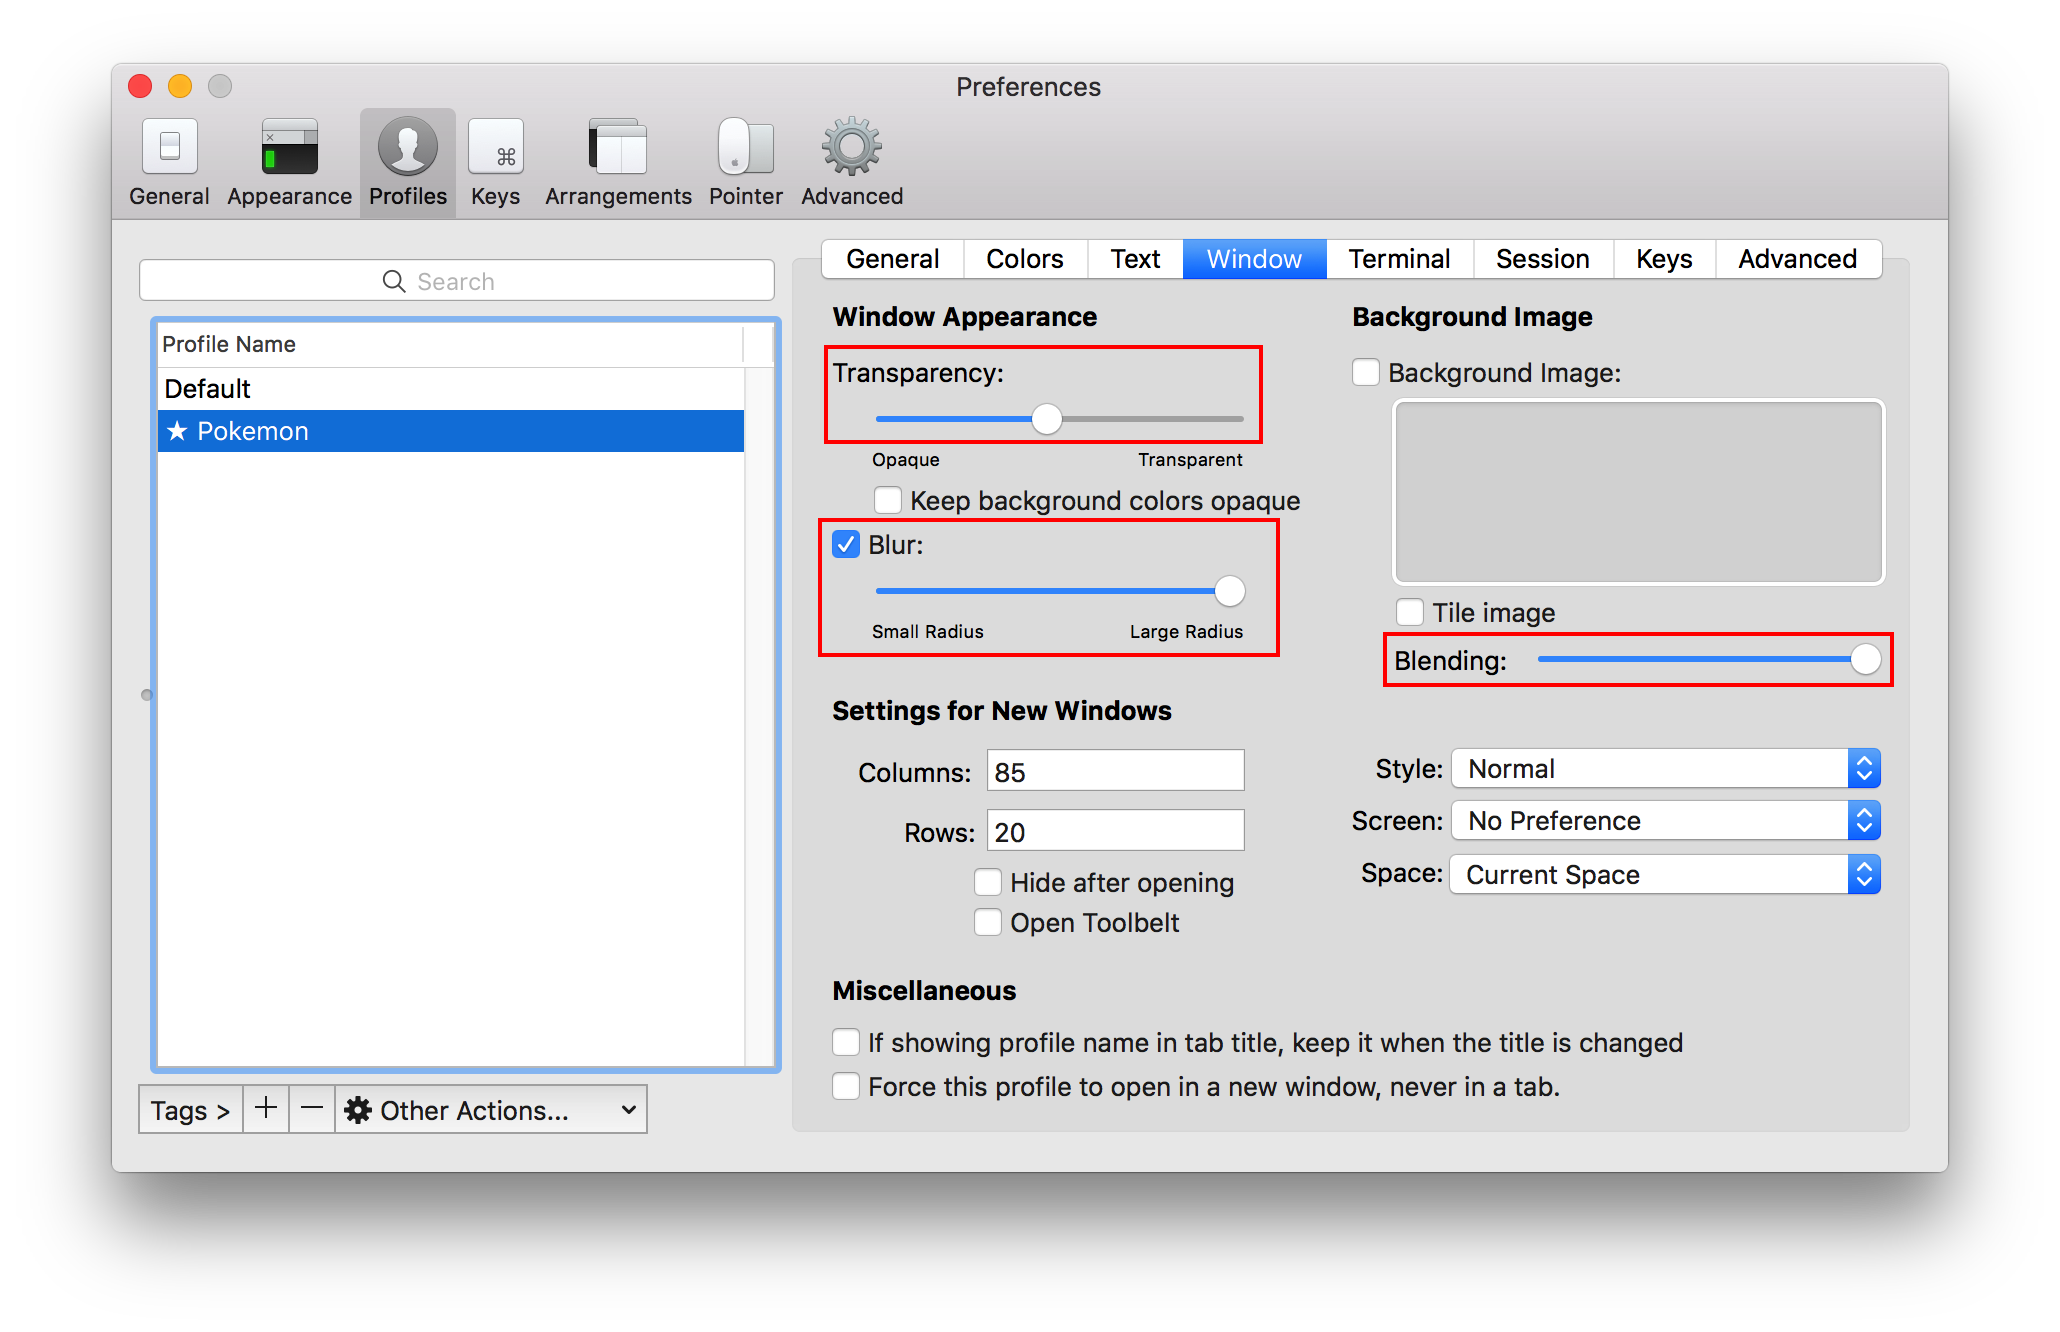 Preferences
General Appearance Profiles Keys Arrangements Pointer Advanced
Search
Profile Name
Default
★ Pokemon
Tags > + − Other Actions...
General Colors Text Window Terminal Session Keys Advanced
Window Appearance
Transparency:
Opaque Transparent
Keep background colors opaque
Blur:
Small Radius Large Radius
Background Image
Background Image:
Tile image
Blending:
Settings for New Windows
Columns: 85
Rows: 20
Hide after opening
Open Toolbelt
Style: Normal
Screen: No Preference
Space: Current Space
Miscellaneous
If showing profile name in tab title, keep it when the title is changed
Force this profile to open in a new window, never in a tab.